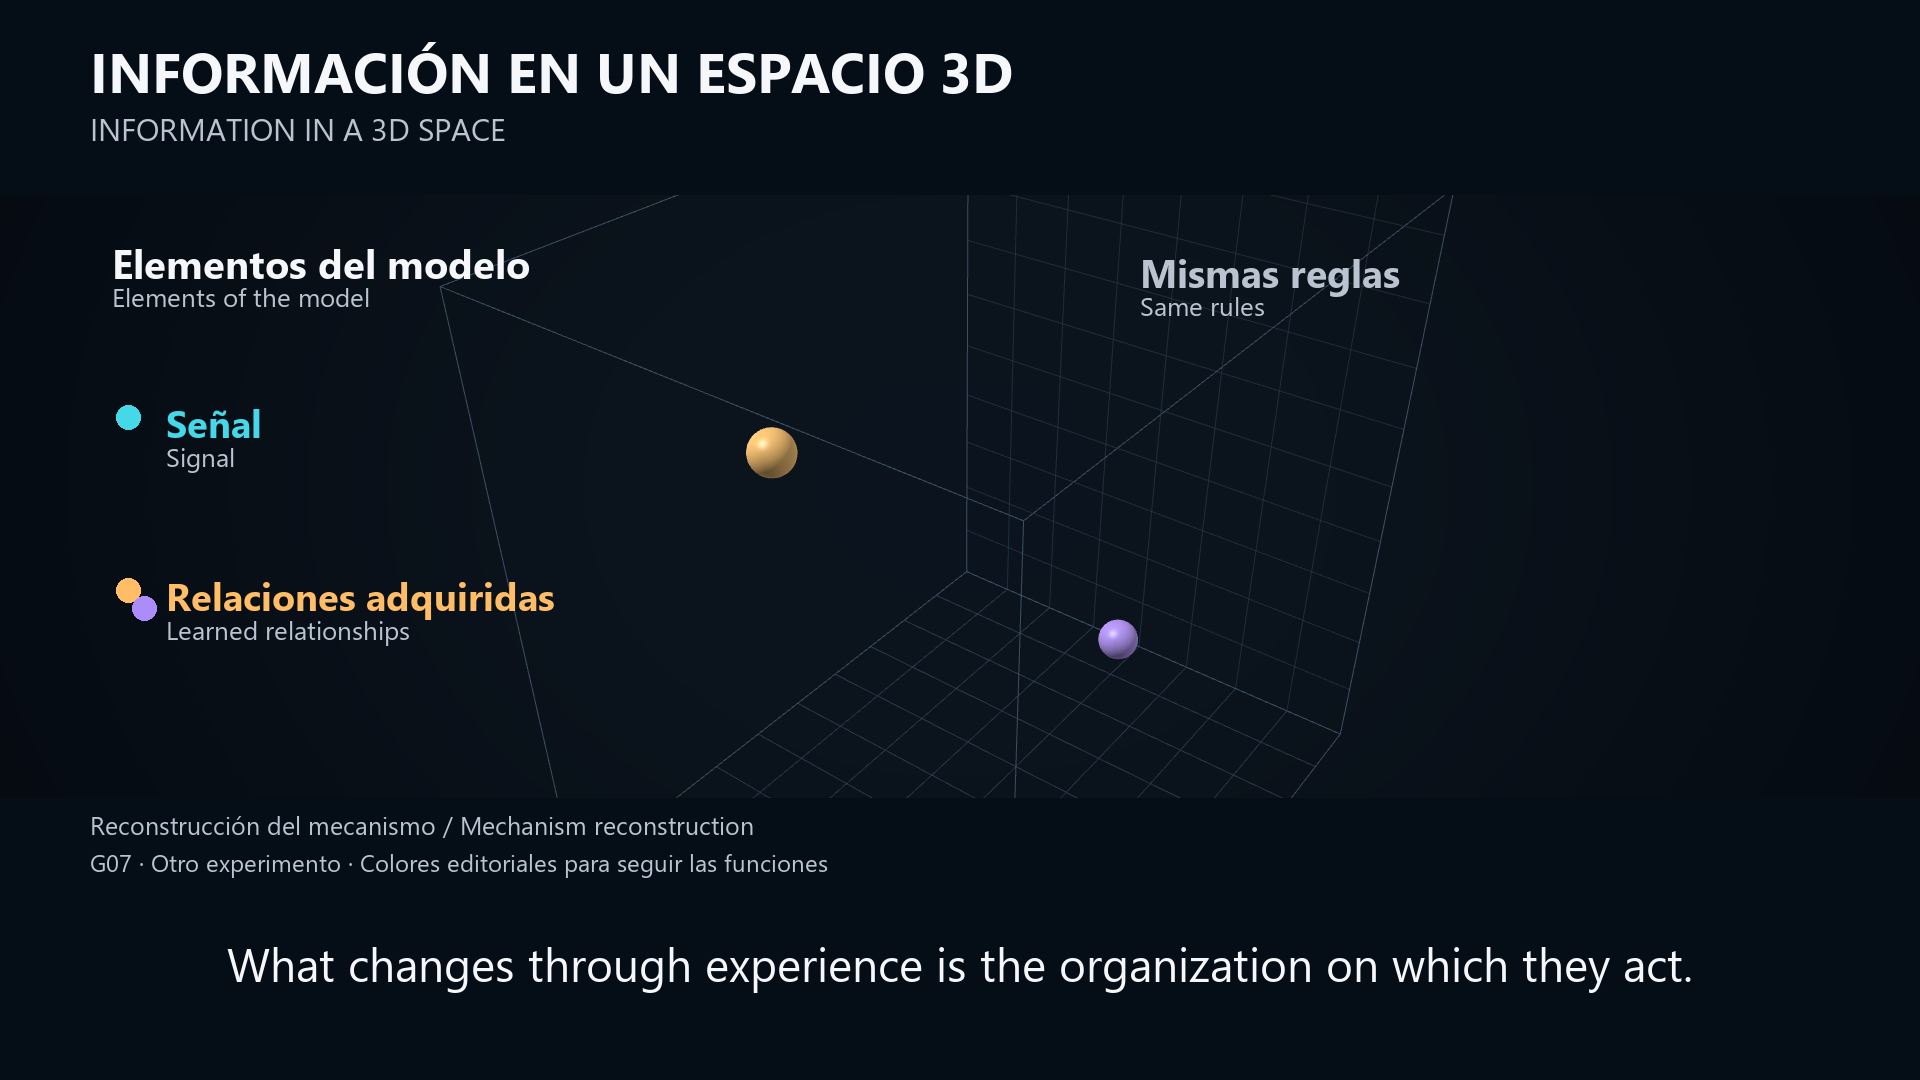 INFORMACIÓN EN UN ESPACIO 3D
INFORMATION IN A 3D SPACE
Elementos del modelo
Elements of the model
Mismas reglas
Same rules
Señal
Signal
Relaciones adquiridas
Learned relationships
Reconstrucción del mecanismo / Mechanism reconstruction
G07 · Otro experimento · Colores editoriales para seguir las funciones
What changes through experience is the organization on which they act.